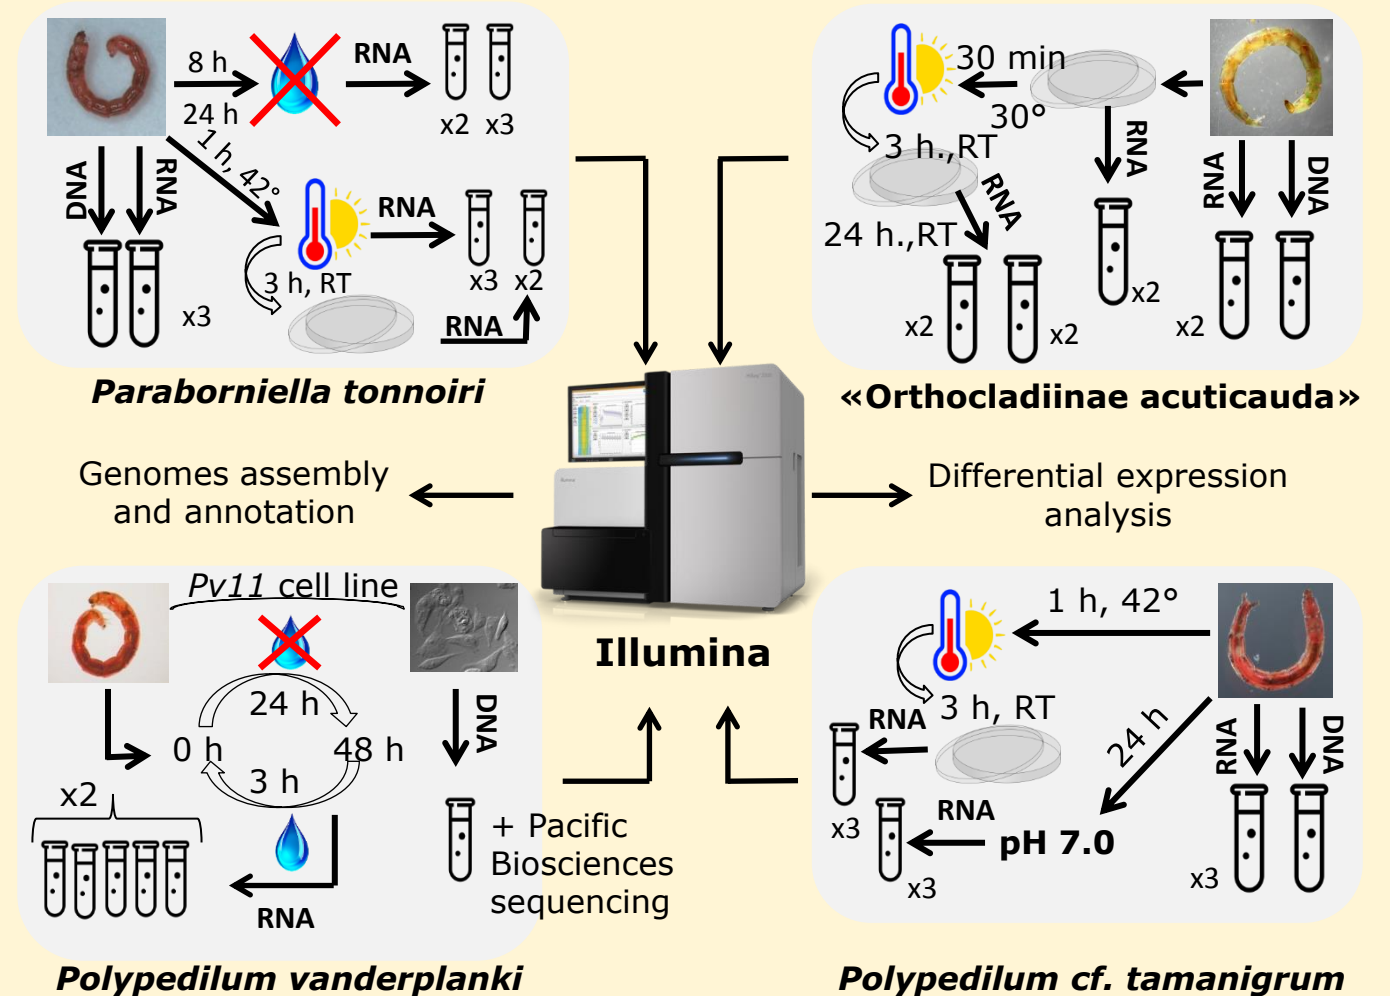 8 h
24 h
RNA
x2 x3
1 h, 42°
DNA
RNA
x3
RNA
x3 x2
3 h, RT
RNA
Paraborniella tonnoiri
30 min
30°
3 h.,RT
RNA
24 h.,RT
RNA
x2
x2
x2
RNA
DNA
x2
«Orthocladiinae acuticauda»
Genomes assembly
and annotation
Differential expression
analysis
Illumina
Pv11 cell line
24 h
0 h
48 h
3 h
DNA
x2
RNA
+ Pacific
Biosciences
sequencing
Polypedilum vanderplanki
1 h, 42°
3 h, RT
RNA
x3
24 h
RNA
pH 7.0
x3
RNA
DNA
x3
Polypedilum cf. tamanigrum